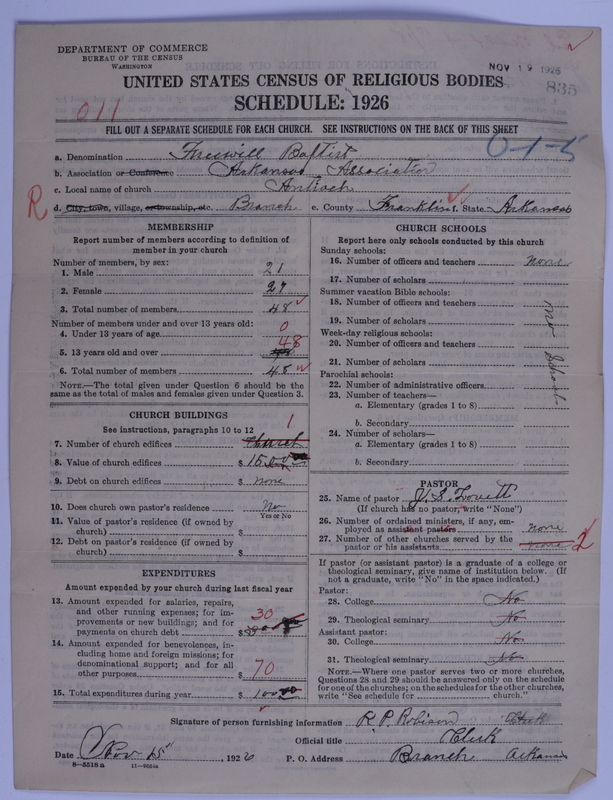 DEPARTMENT OF COMMERCE
BUREAU OF THE CENSUS
WASHINGTON
NOV 19 1926
835
UNITED STATES CENSUS OF RELIGIOUS BODIES
SCHEDULE: 1926
011
FILL OUT A SEPARATE SCHEDULE FOR EACH CHURCH. SEE INSTRUCTIONS ON THE BACK OF THIS SHEET
0-1-5
a. Denomination Freewill Baptist
b. Association or Conference Arkansas Association
c. Local name of church Antioch
R d. City, town, village, or township, etc. Branch e. County Franklin f. State Arkansas
MEMBERSHIP
Report number of members according to definition of member in your church
Number of members, by sex:
1. Male 21
2. Female 27
3. Total number of members 48
Number of members under and over 13 years old:
4. Under 13 years of age 0
5. 13 years old and over 48
6. Total number of members 48
NOTE.—The total given under Question 6 should be the same as the total of males and females given under Question 3.
CHURCH BUILDINGS
See instructions, paragraphs 10 to 12
7. Number of church edifices Church 1
8. Value of church edifices $ 1500
9. Debt on church edifices $ none
10. Does church own pastor's residence No
Yes or No
11. Value of pastor's residence (if owned by church) $
12. Debt on pastor's residence (if owned by church) $
EXPENDITURES
Amount expended by your church during last fiscal year
13. Amount expended for salaries, repairs, and other running expenses; for improvements or new buildings; and for payments on church debt $ 30
14. Amount expended for benevolences, including home and foreign missions; for denominational support; and for all other purposes $ 70
15. Total expenditures during year $ 100 00
CHURCH SCHOOLS
Report here only schools conducted by this church
Sunday schools:
16. Number of officers and teachers none
17. Number of scholars
Summer vacation Bible schools:
18. Number of officers and teachers
19. Number of scholars
Week-day religious schools:
20. Number of officers and teachers
21. Number of scholars
Parochial schools:
22. Number of administrative officers
23. Number of teachers—
a. Elementary (grades 1 to 8)
b. Secondary
24. Number of scholars—
a. Elementary (grades 1 to 8)
b. Secondary
no School
PASTOR
25. Name of pastor J. S. Lovett
(If church has no pastor, write "None")
26. Number of ordained ministers, if any, employed as assistant pastors none
27. Number of other churches served by the pastor or his assistants none 2
If pastor (or assistant pastor) is a graduate of a college or theological seminary, give name of institution below. (If not a graduate, write "No" in the space indicated.)
Pastor:
28. College No
29. Theological seminary No
Assistant pastor:
30. College No
31. Theological seminary No
NOTE.—Where one pastor serves two or more churches, Questions 28 and 29 should be answered only on the schedule for one of the churches; on the schedules for the other churches, write "See schedule for church."
Signature of person furnishing information R. P. Robison Clerk
Official title Clerk
Date Nov 15, 1926 P. O. Address Branch Arkansas
8-5518a 11-9051a